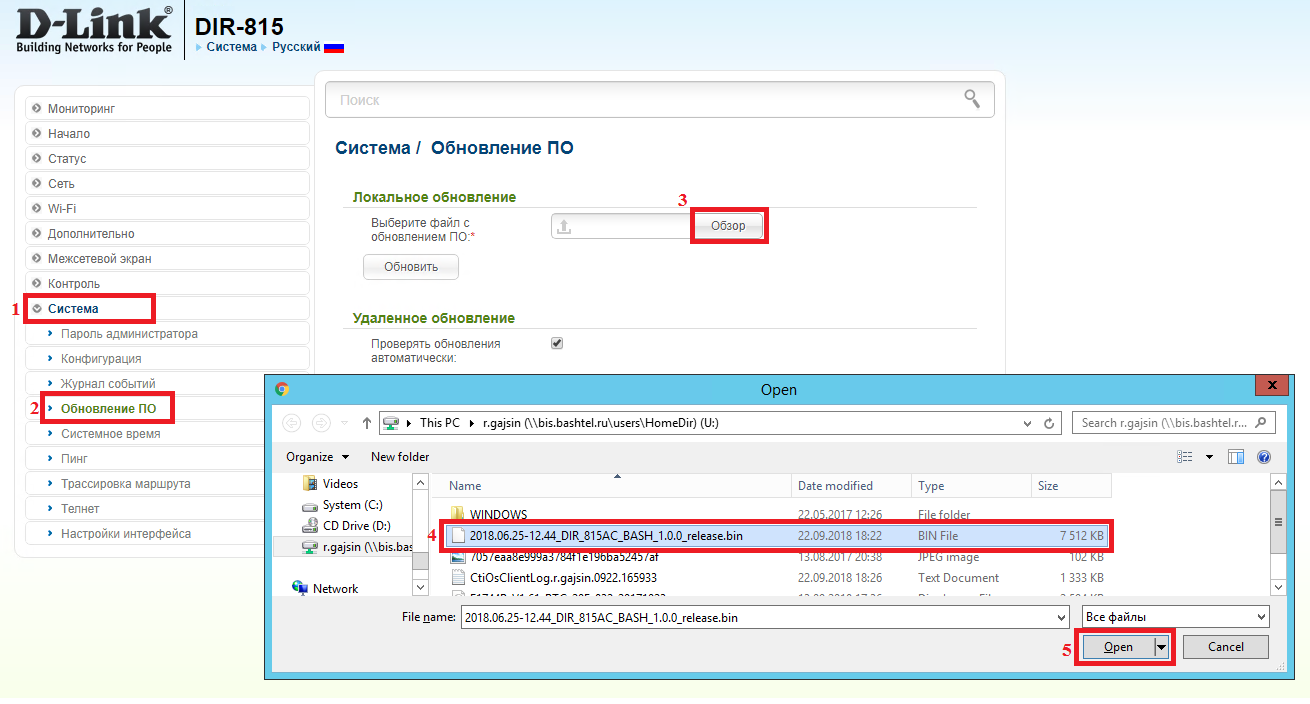 D-Link®
Building Networks for People
DIR-815
Система Русский
Мониторинг
Начало
Статус
Сеть
Wi-Fi
Дополнительно
Межсетевой экран
Контроль
1 Система
Пароль администратора
Конфигурация
Журнал событий
2 Обновление ПО
Системное время
Пинг
Трассировка маршрута
Телнет
Настройки интерфейса
Поиск
Система / Обновление ПО
Локальное обновление
3
Выберите файл с
обновлением ПО:*
Обзор
Обновить
Удаленное обновление
Проверять обновления
автоматически:
Open
x
This PC r.gajsin (\\bis.bashtel.ru\users\HomeDir) (U:)
Search r.gajsin (\\bis.bashtel.r...
Organize New folder
Videos
System (C:)
CD Drive (D:)
r.gajsin (\\bis.bas
Network
Name Date modified Type Size
WINDOWS 22.05.2017 12:26 File folder
4 2018.06.25-12.44_DIR_815AC_BASH_1.0.0_release.bin 22.09.2018 18:22 BIN File 7 512 KB
7057eaa8e999a3784f1e196ba52457af 13.08.2017 20:38 JPEG image 102 KB
CtiOsClientLog.r.gajsin.0922.165933 22.09.2018 18:26 Text Document 1 333 KB
File name: 2018.06.25-12.44_DIR_815AC_BASH_1.0.0_release.bin
Все файлы
5 Open Cancel